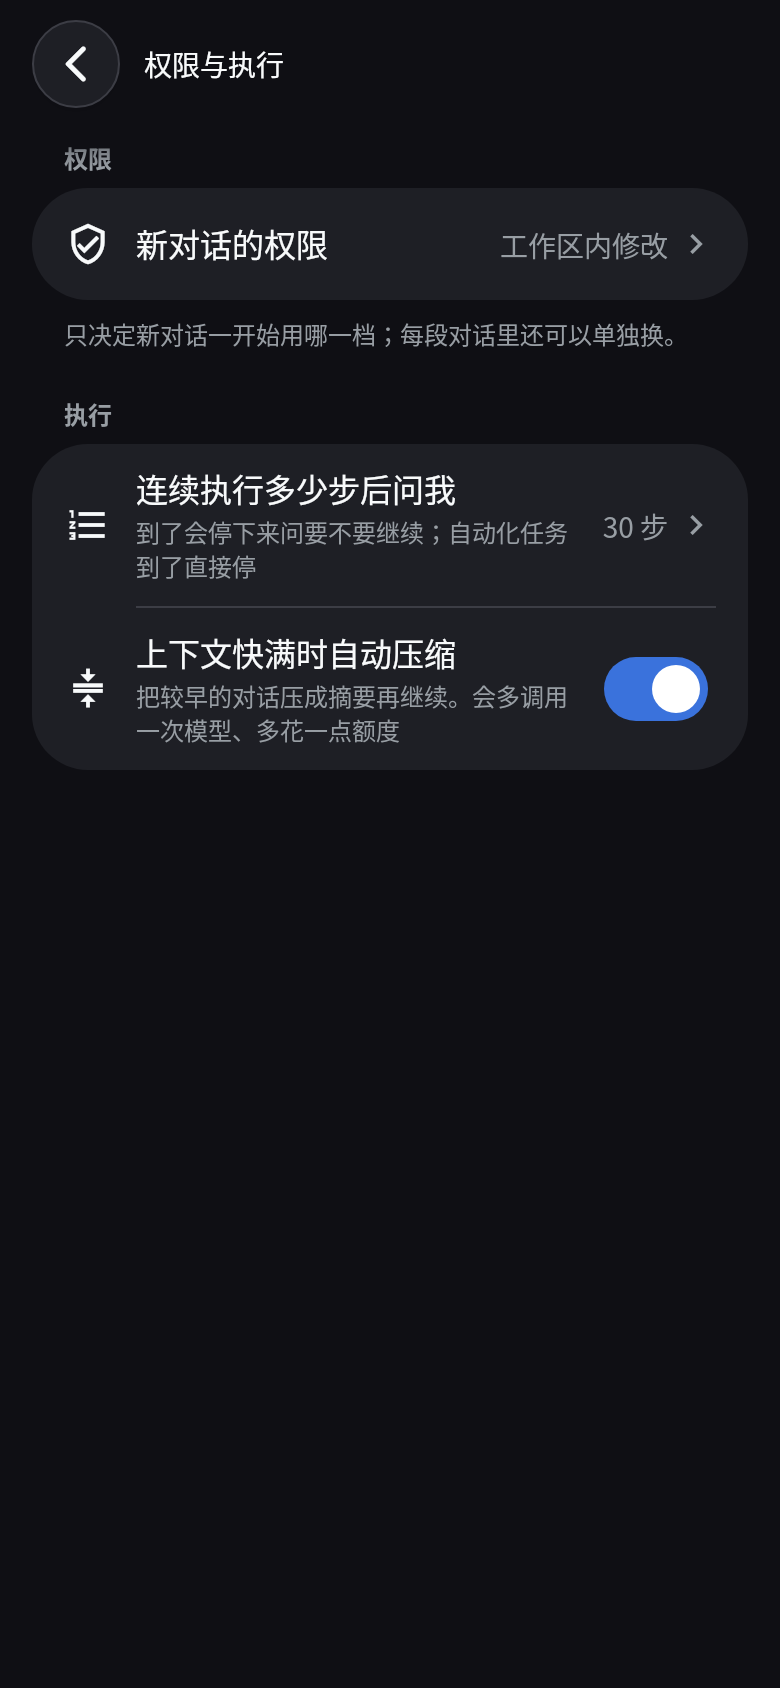 权限与执行
权限
新对话的权限
工作区内修改
只决定新对话一开始用哪一档；每段对话里还可以单独换。
执行
连续执行多少步后问我
到了会停下来问要不要继续；自动化任务
到了直接停
30 步
上下文快满时自动压缩
把较早的对话压成摘要再继续。会多调用
一次模型、多花一点额度